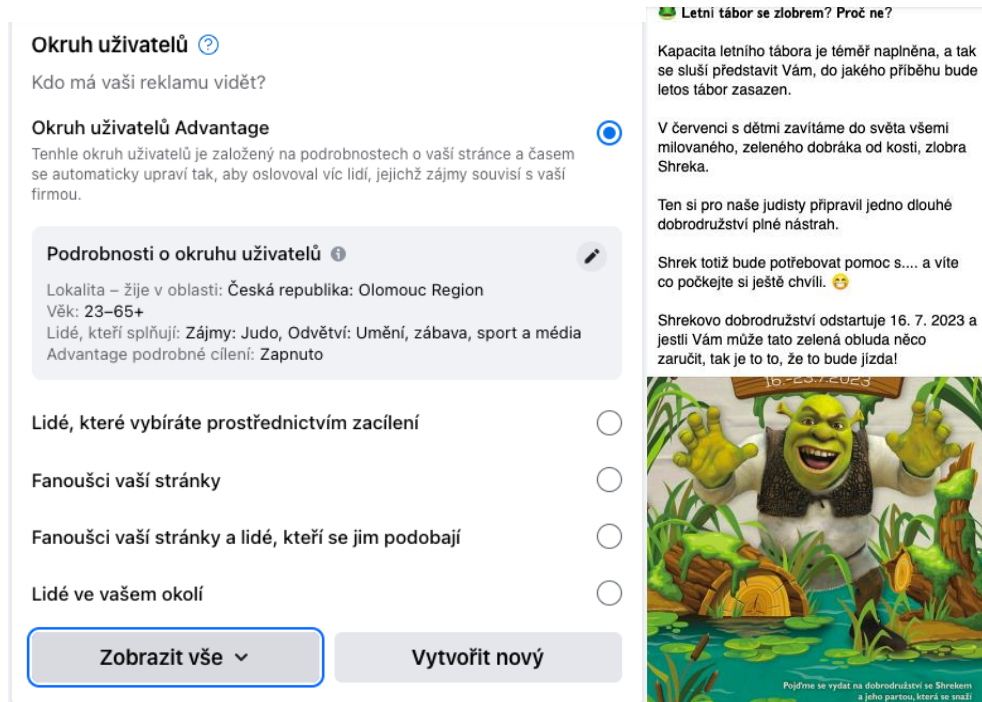 Okruh uživatelů
Kdo má vaši reklamu vidět?
Okruh uživatelů Advantage
Tenhle okruh uživatelů je založený na podrobnostech o vaší stránce a časem
se automaticky upraví tak, aby oslovoval víc lidí, jejichž zájmy souvisí s vaší
firmou.
Podrobnosti o okruhu uživatelů
Lokalita – žije v oblasti: Česká republika: Olomouc Region
Věk: 23–65+
Lidé, kteří splňují: Zájmy: Judo, Odvětví: Umění, zábava, sport a média
Advantage podrobné cílení: Zapnuto
Lidé, které vybíráte prostřednictvím zacílení
Fanoušci vaší stránky
Fanoušci vaší stránky a lidé, kteří se jim podobají
Lidé ve vašem okolí
Zobrazit vše
Vytvořit nový
Letni tábor se zlobrem? Proč ne?
Kapacita letního tábora je téměř naplněna, a tak
se sluší představit Vám, do jakého příběhu bude
letos tábor zasazen.
V červenci s dětmi zavítáme do světa všemi
milovaného, zeleného dobráka od kosti, zlobra
Shreka.
Ten si pro naše judisty připravil jedno dlouhé
dobrodružství plné nástrah.
Shrek totiž bude potřebovat pomoc s.... a víte
co počkejte si ještě chvíli. 😁
Shrekovo dobrodružství odstartuje 16. 7. 2023 a
jestli Vám může tato zelená obluda něco
zaručit, tak je to to, že to bude jízda!
16.-23.7.2023
Pojďme se vydat na dobrodružství se Shrekem
a jeho partou, která se snaží